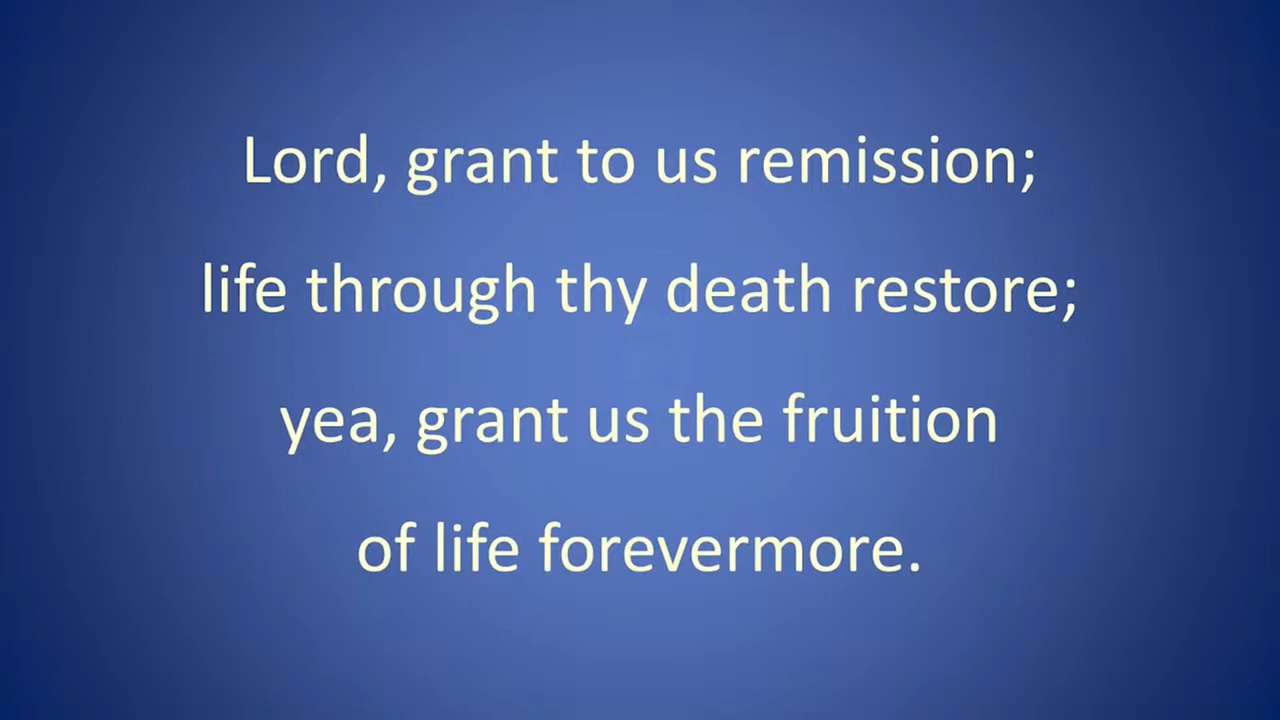 Lord, grant to us remission;
life through thy death restore;
yea, grant us the fruition
of life forevermore.